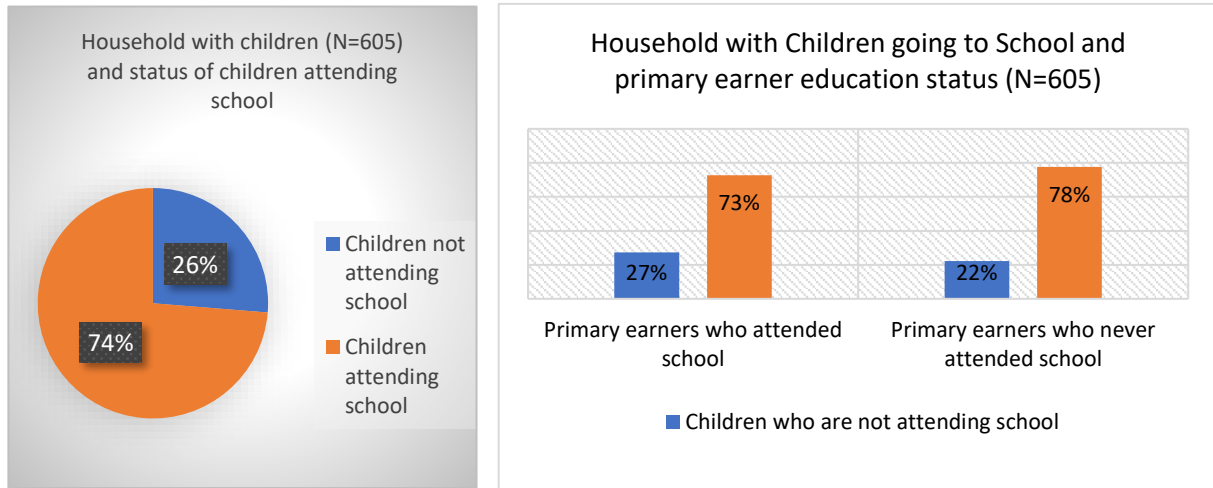 Household with children (N=605)
and status of children attending
school
26%
74%
Children not
attending
school
Children
attending
school
Household with Children going to School and
primary earner education status (N=605)
27%
73%
22%
78%
Primary earners who attended
school
Primary earners who never
attended school
Children who are not attending school